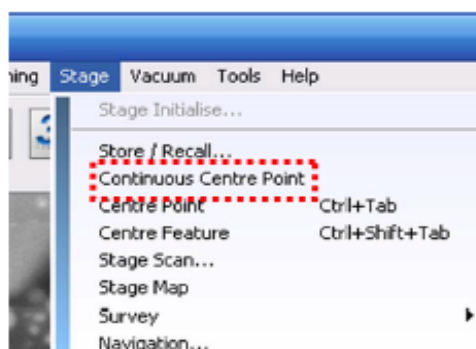 Stage Vacuum Tools Help
Stage Initialise...
Store / Recall...
Continuous Centre Point
Centre Point Ctrl+Tab
Centre Feature Ctrl+Shift+Tab
Stage Scan...
Stage Map
Survey
Navigation...